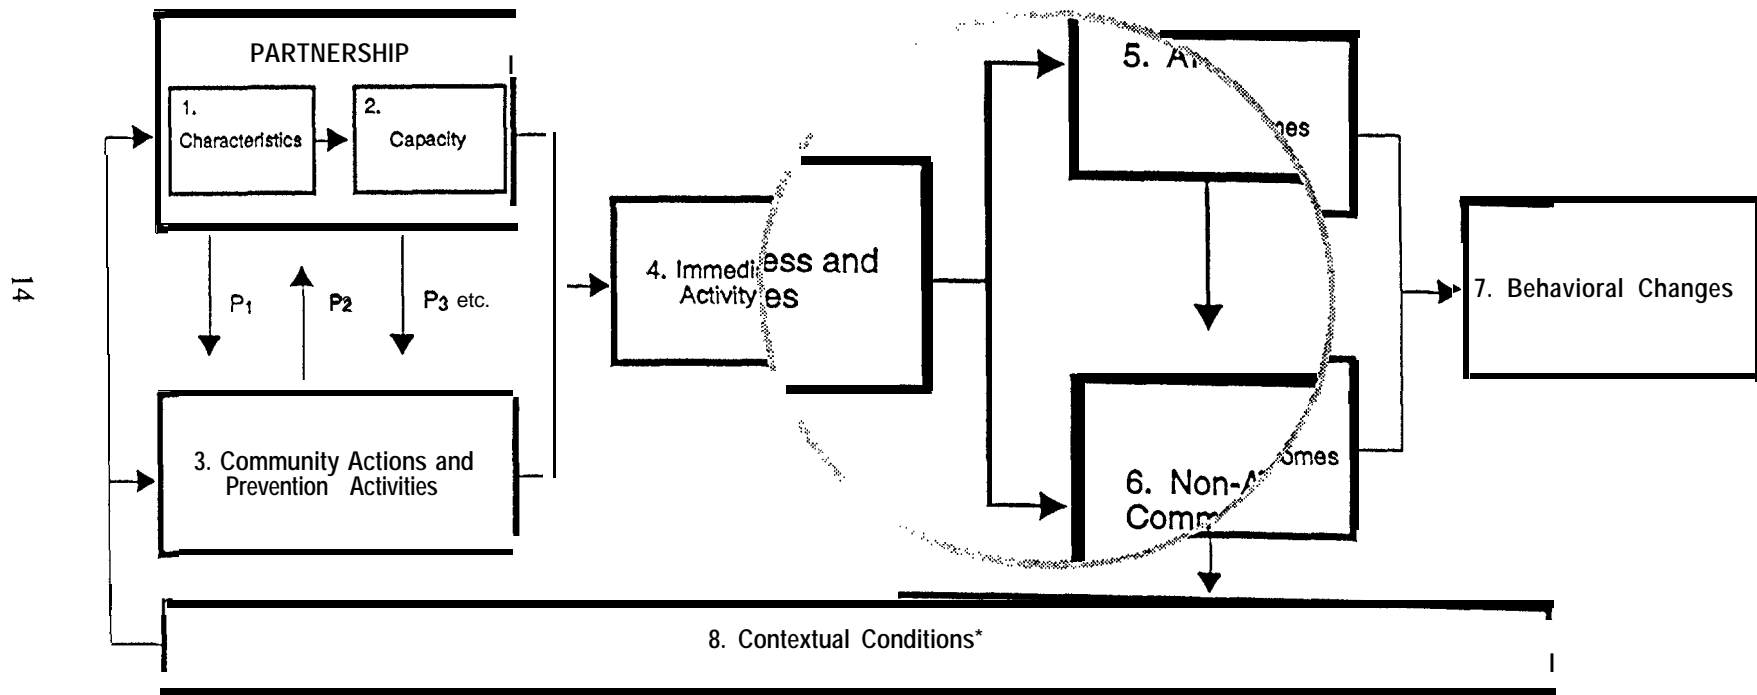 PARTNERSHIP
1.
Characteristics
2.
Capacity
P1
P2
P3 etc.
3. Community Actions and
Prevention Activities
4. Immedi
ess and
Activity
es
5. A
mes
6. Non-A
omes
Comm
7. Behavioral Changes
8. Contextual Conditions*
14